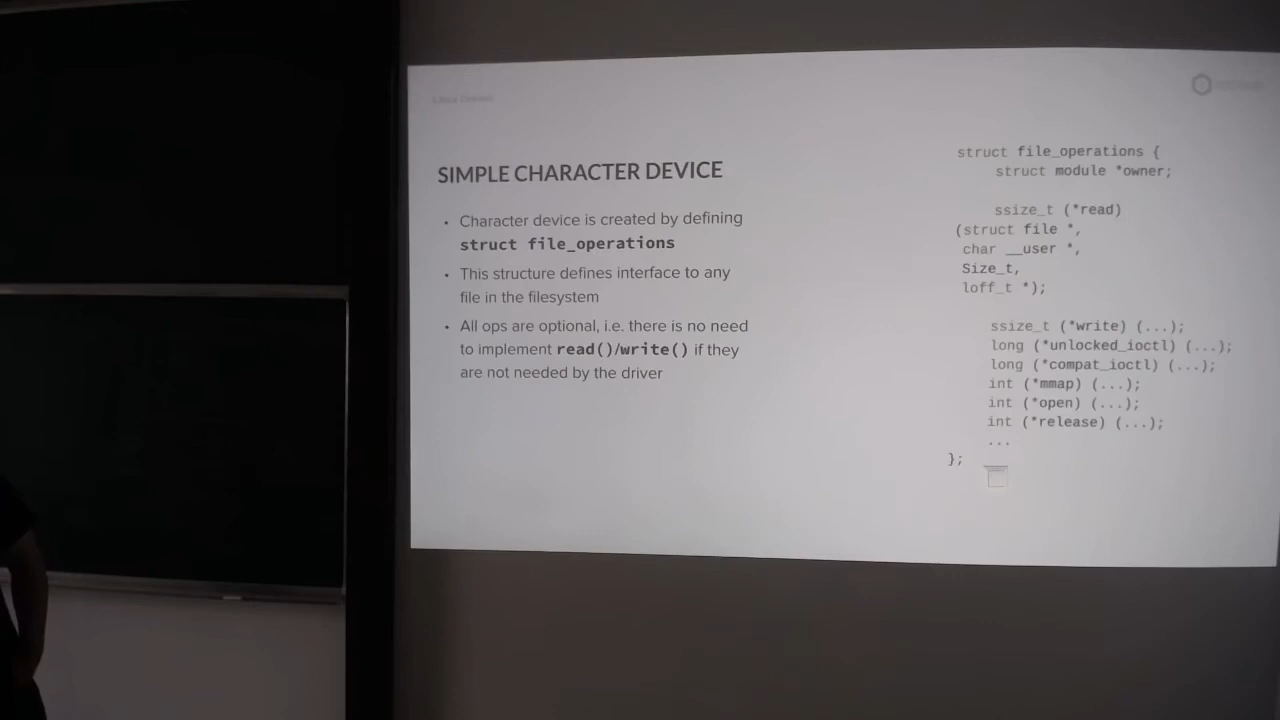 SIMPLE CHARACTER DEVICE
• Character device is created by defining
struct file_operations
• This structure defines interface to any
file in the filesystem
• All ops are optional, i.e. there is no need
to implement read()/write() if they
are not needed by the driver
struct file_operations {
struct module *owner;
ssize_t (*read)
(struct file *,
char __user *,
Size_t,
loff_t *);
ssize_t (*write) (...);
long (*unlocked_ioctl) (...);
long (*compat_ioctl) (...);
int (*mmap) (...);
int (*open) (...);
int (*release) (...);
...
};